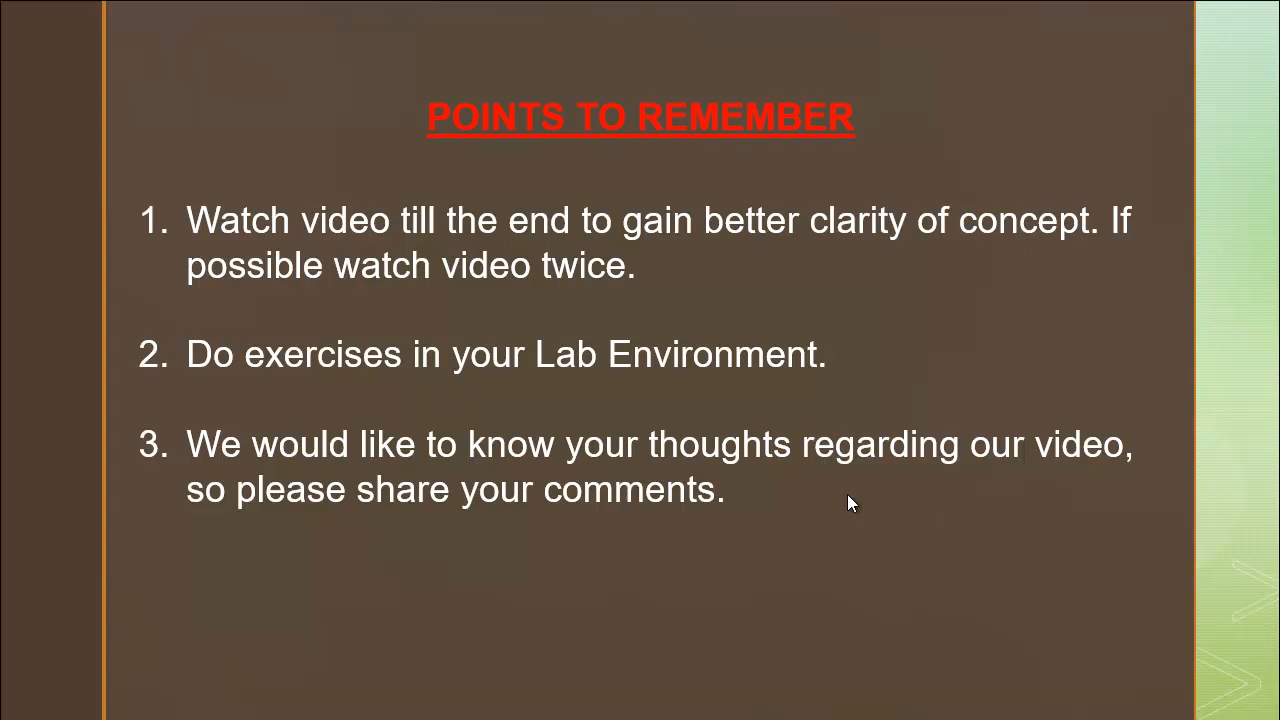 POINTS TO REMEMBER
1. Watch video till the end to gain better clarity of concept. If
possible watch video twice.
2. Do exercises in your Lab Environment.
3. We would like to know your thoughts regarding our video,
so please share your comments.